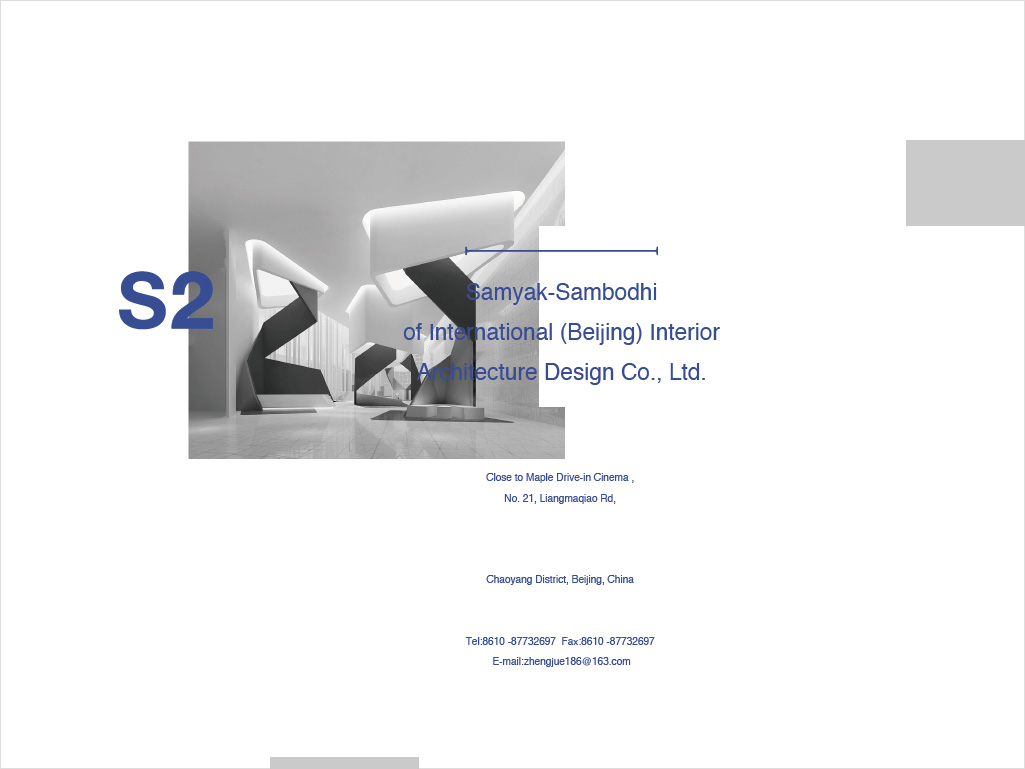 S2
Samyak-Sambodhi
of International (Beijing) Interior
Architecture Design Co., Ltd.
Close to Maple Drive-in Cinema ,
No. 21, Liangmaqiao Rd,
Chaoyang District, Beijing, China
Tel:8610 -87732697  Fax:8610 -87732697
E-mail:zhengjue186@163.com